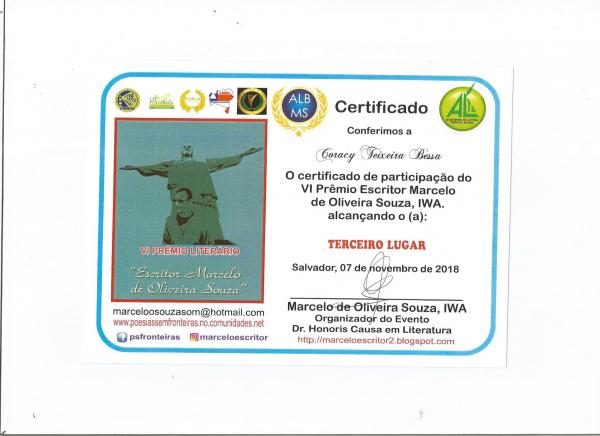 ALB
MS
Certificado
Conferimos a
Coracy Teixeira Bessa
O certificado de participação do
VI Prêmio Escritor Marcelo
de Oliveira Souza, IWA.
alcançando o (a):
TERCEIRO LUGAR
Salvador, 07 de novembro de 2018
Marcelo de Oliveira Souza, IWA
Organizador do Evento
Dr. Honoris Causa em Literatura
http://marceloescritor2.blogspot.com
VI PRÊMIO LITERÁRIO
"Escritor Marcelo
de Oliveira Souza"
marceloosouzasom@hotmail.com
www.poesiassemfronteiras.no.comunidades.net
psfronteiras
marceloescritor